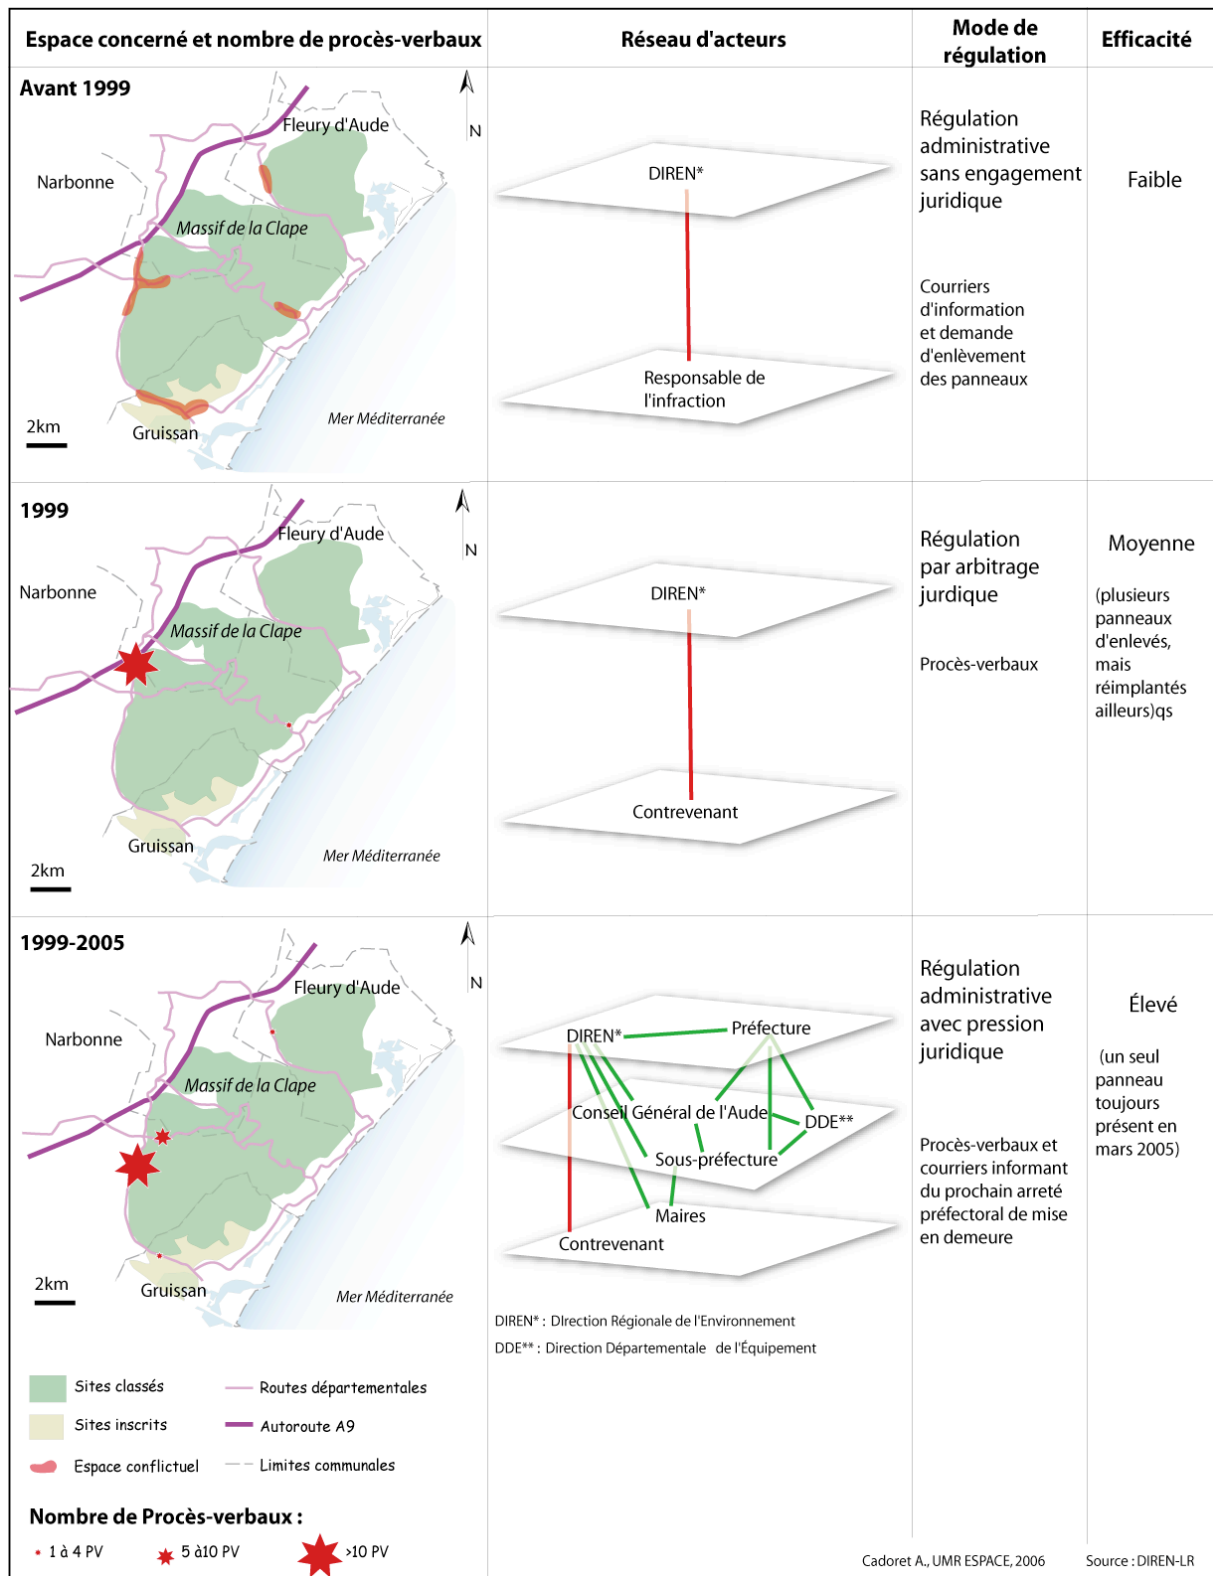 Espace concerné et nombre de procès-verbaux
Réseau d'acteurs
Mode de
régulation
Efficacité
Avant 1999
N
Fleury d'Aude
Narbonne
Massif de la Clape
Mer Méditerranée
Gruissan
2km
DIREN*
Responsable de
l'infraction
Régulation
administrative
sans engagement
juridique
Courriers
d'information
et demande
d'enlèvement
des panneaux
Faible
1999
N
Fleury d'Aude
Narbonne
Massif de la Clape
Gruissan
Mer Méditerranée
2km
DIREN*
Contrevenant
Régulation
par arbitrage
jurdique
Procès-verbaux
Moyenne
(plusieurs
panneaux
d'enlevés,
mais
réimplantés
ailleurs)qs
1999-2005
N
Fleury d'Aude
Narbonne
Massif de la Clape
2km
Gruissan
Mer Méditerranée
DIREN*
Préfecture
Conseil Général de l'Aude
DDE**
Sous-préfecture
Maires
Contrevenant
Régulation
administrative
avec pression
juridique
Procès-verbaux et
courriers informant
du prochain arreté
préfectoral de mise
en demeure
Élevé
(un seul
panneau
toujours
présent en
mars 2005)
DIREN* : DIrection Régionale de l'Environnement
DDE** : Direction Départementale de l'Équipement
Sites classés
Routes départementales
Sites inscrits
Autoroute A9
Espace conflictuel
Limites communales
Nombre de Procès-verbaux :
1 à 4 PV
5 à10 PV
>10 PV
Cadoret A., UMR ESPACE, 2006
Source : DIREN-LR